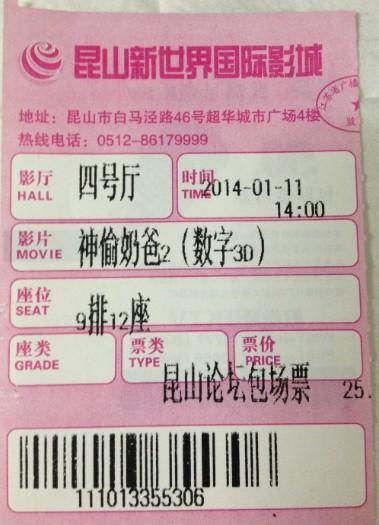 昆山新世界国际影城
地址：昆山市白马泾路46号超华城市广场4楼
热线电话：0512-86179999
影厅 四号厅 时间 2014-01-11
HALL TIME 14:00
影片 神偷奶爸2（数字3D）
MOVIE
座位
SEAT 9排12座
座类 票类 票价
GRADE TYPE PRICE
昆山论坛包场票 25.
111013355306